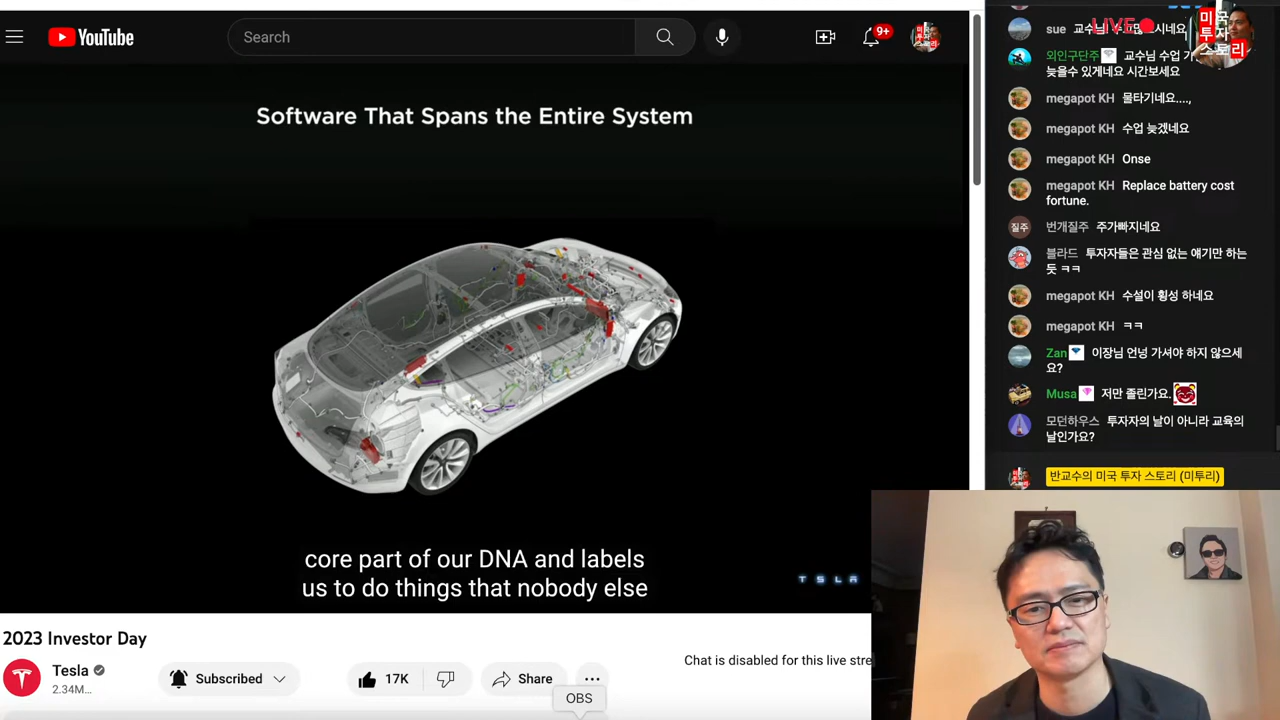 YouTube
Search
9+
Software That Spans the Entire System
core part of our DNA and labels
us to do things that nobody else
TSLA
2023 Investor Day
Tesla
2.34M...
Subscribed
17K
Share
...
OBS
Chat is disabled for this live stre
LIVE
미국
투자
스토리
sue 교수님!
외인구단주 교수님 수업
늦을수 있게네요 시간보세요
megapot KH 물타기네요....,
megapot KH 수업 늦겠네요
megapot KH Onse
megapot KH Replace battery cost
fortune.
질주 번개질주 주가빠지네요
블라드 투자자들은 관심 없는 얘기만 하는
듯 ㅋㅋ
megapot KH 수설이 횡성 하네요
megapot KH ㅋㅋ
Zan 이장님 언넝 가셔야 하지 않으세
요?
Musa 저만 졸린가요.
모던하우스 투자자의 날이 아니라 교육의
날인가요?
반교수의 미국 투자 스토리 (미투리)